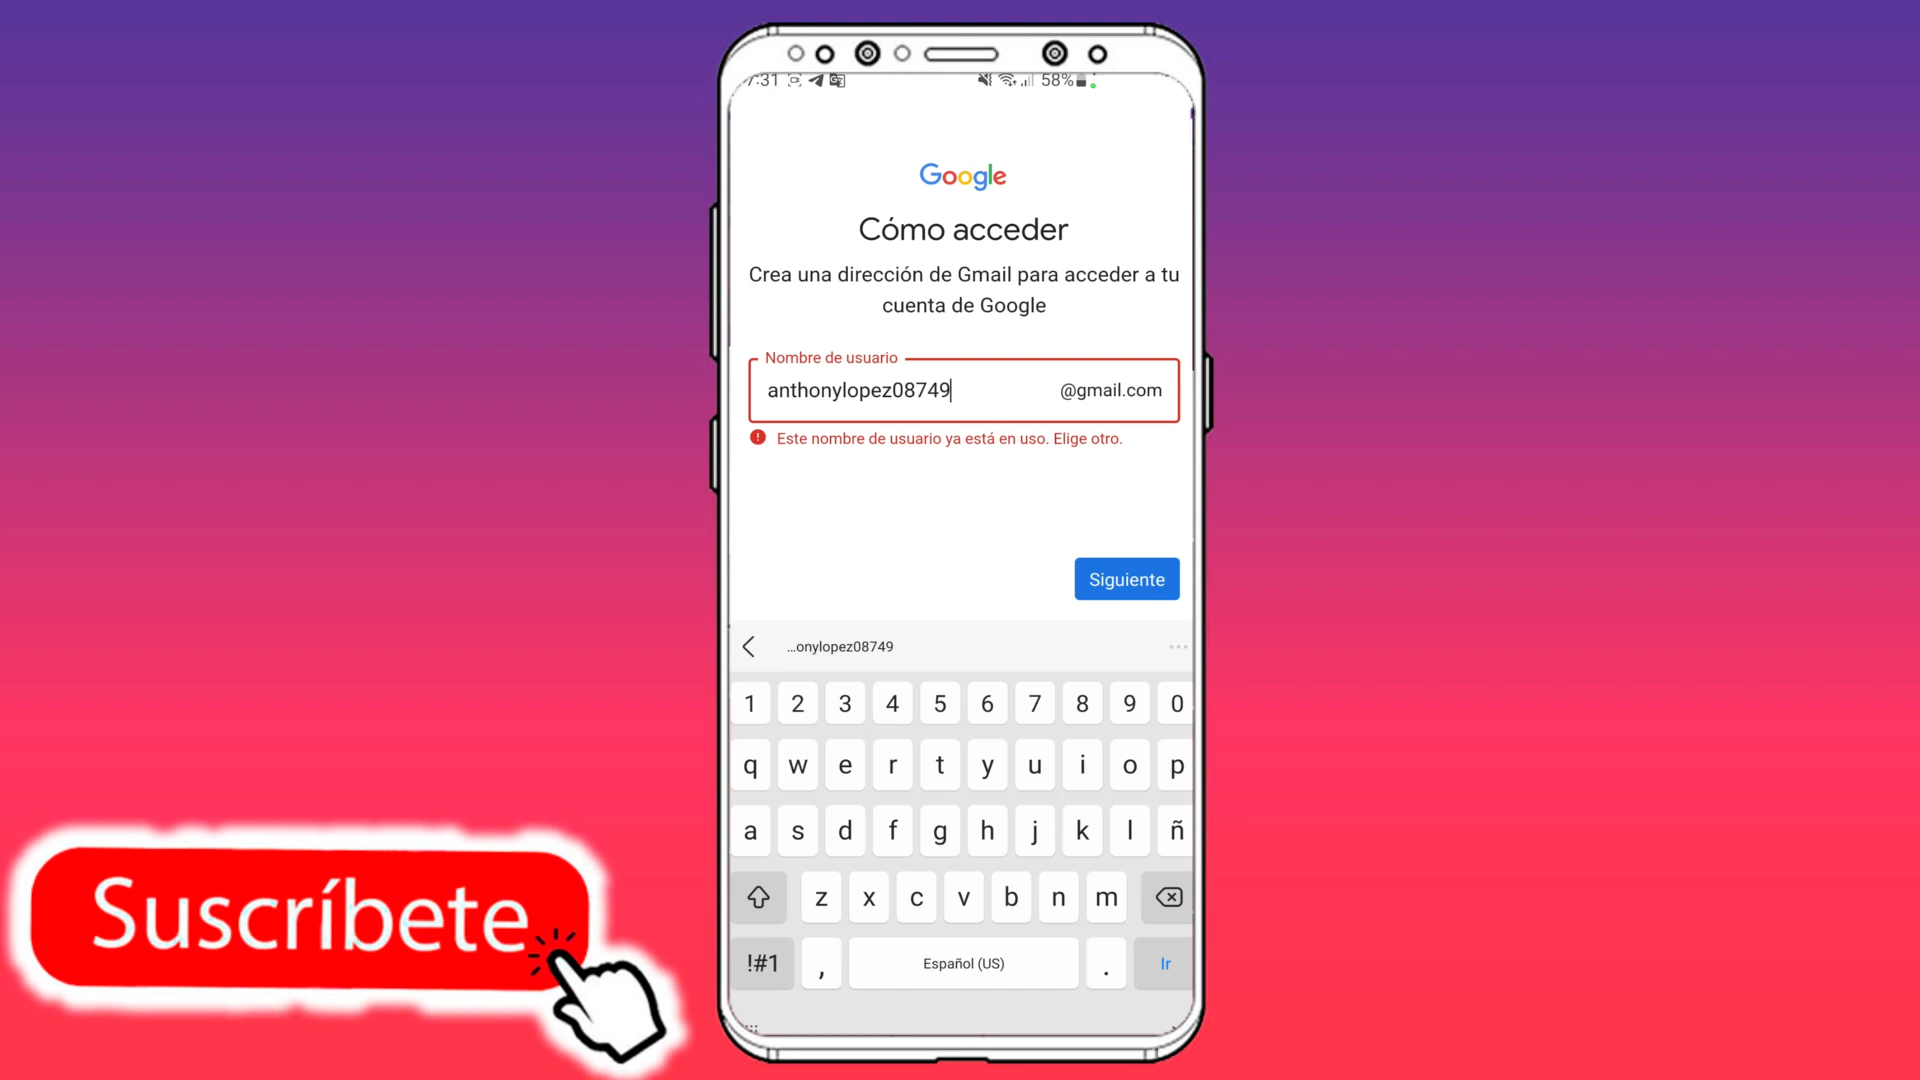 7:31 58%
Google
Cómo acceder
Crea una dirección de Gmail para acceder a tu
cuenta de Google
Nombre de usuario
anthonylopez08749 @gmail.com
Este nombre de usuario ya está en uso. Elige otro.
Siguiente
...onylopez08749
1 2 3 4 5 6 7 8 9 0
q w e r t y u i o p
a s d f g h j k l ñ
z x c v b n m
!#1 , Español (US) . Ir
Suscríbete